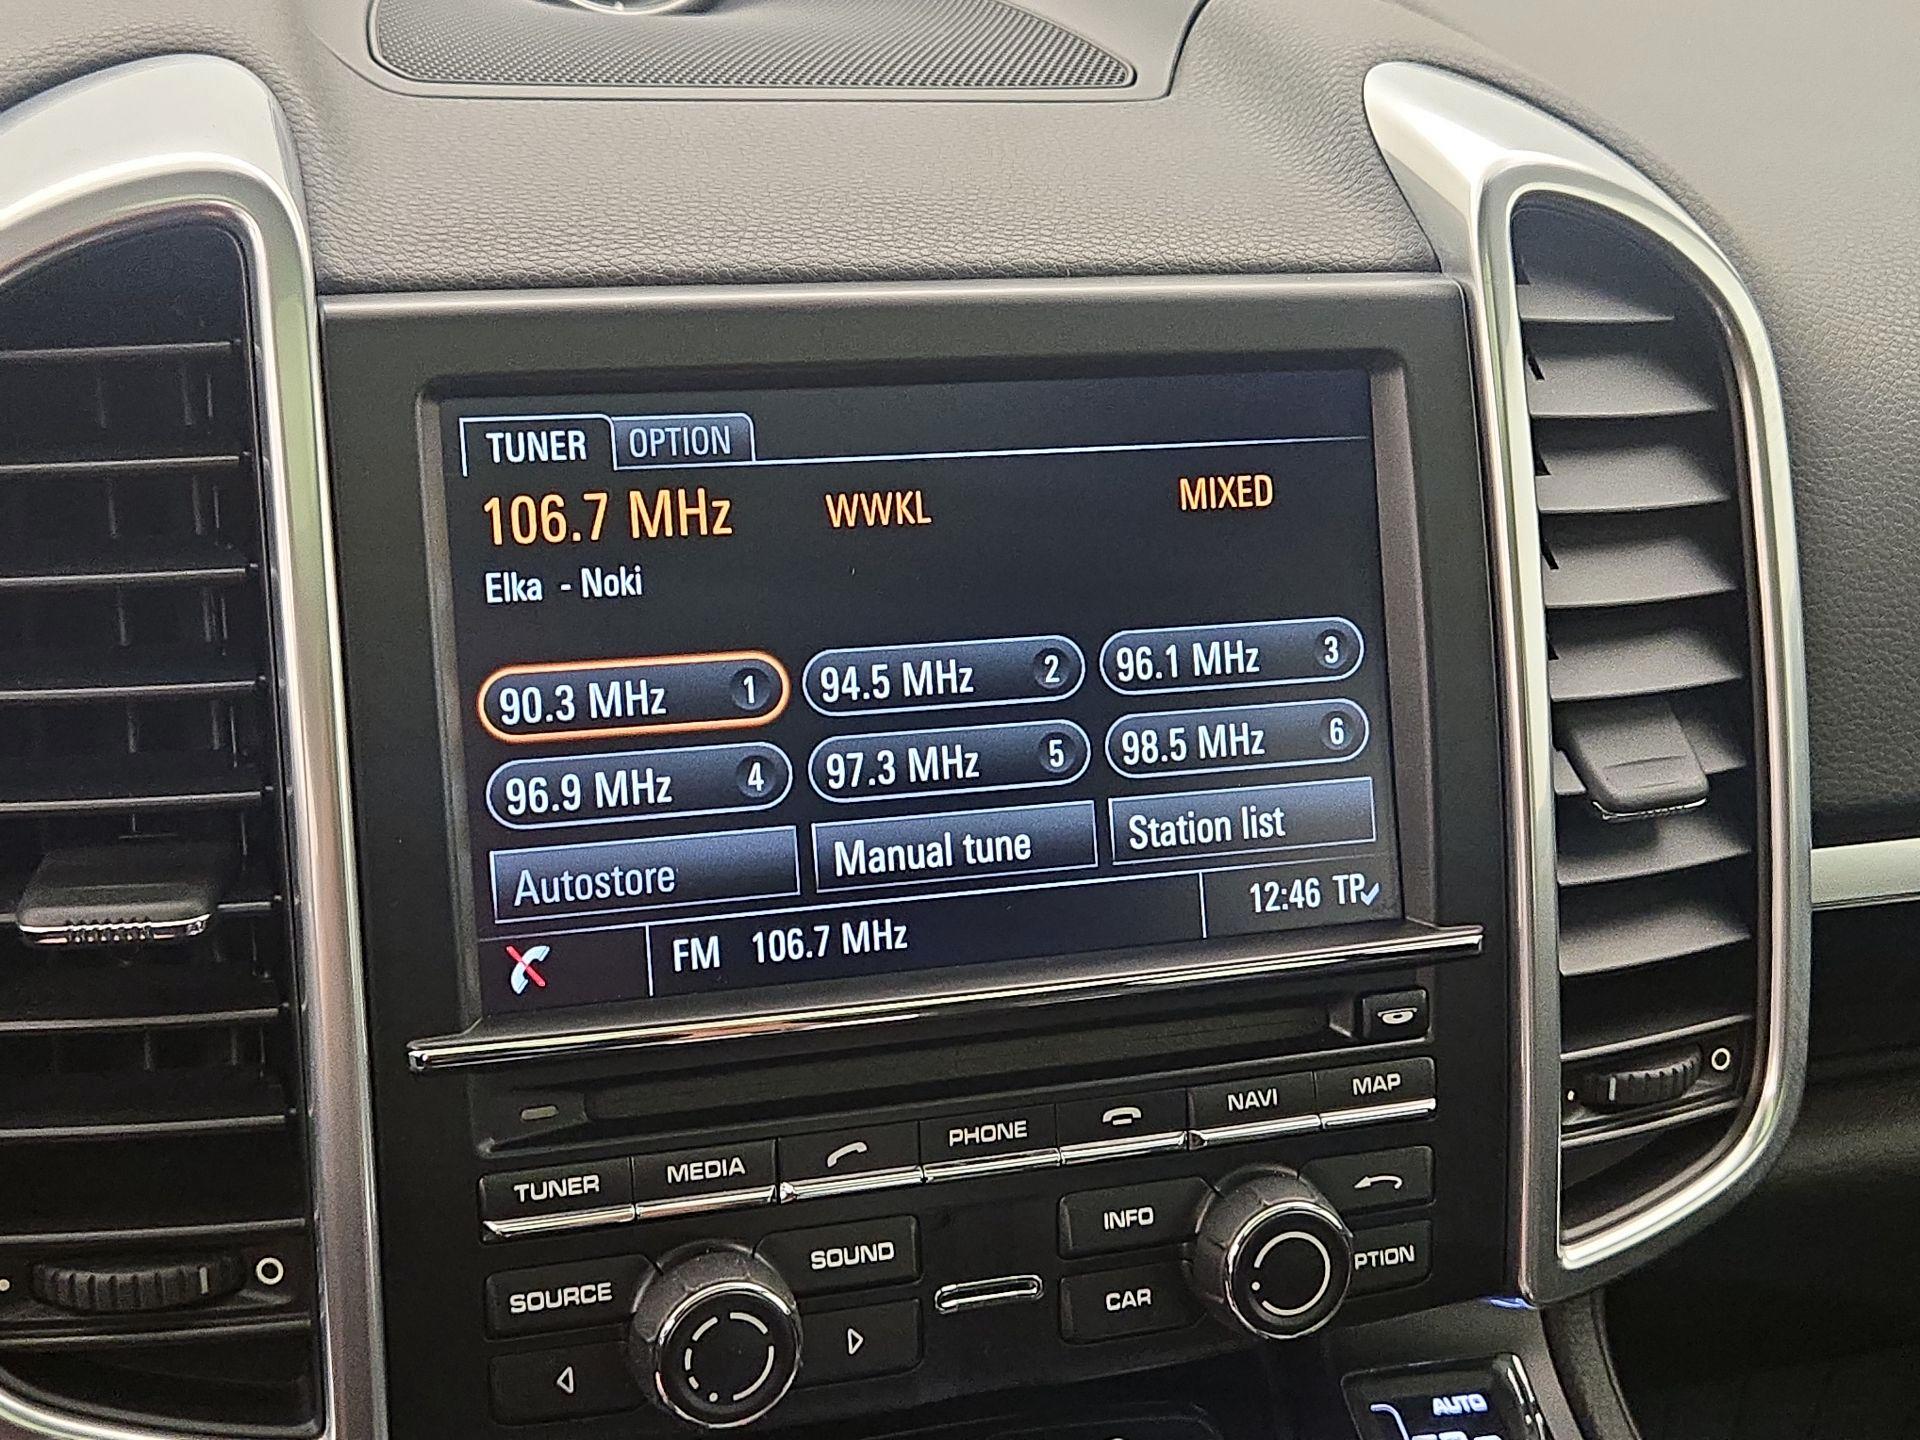 TUNER OPTION
106.7 MHz WWKL MIXED
Elka - Noki
90.3 MHz 1 94.5 MHz 2 96.1 MHz 3
96.9 MHz 4 97.3 MHz 5 98.5 MHz 6
Autostore Manual tune Station list
FM 106.7 MHz 12:46 TP
TUNER MEDIA PHONE NAVI MAP
SOURCE SOUND INFO
CAR PTION
AUTO